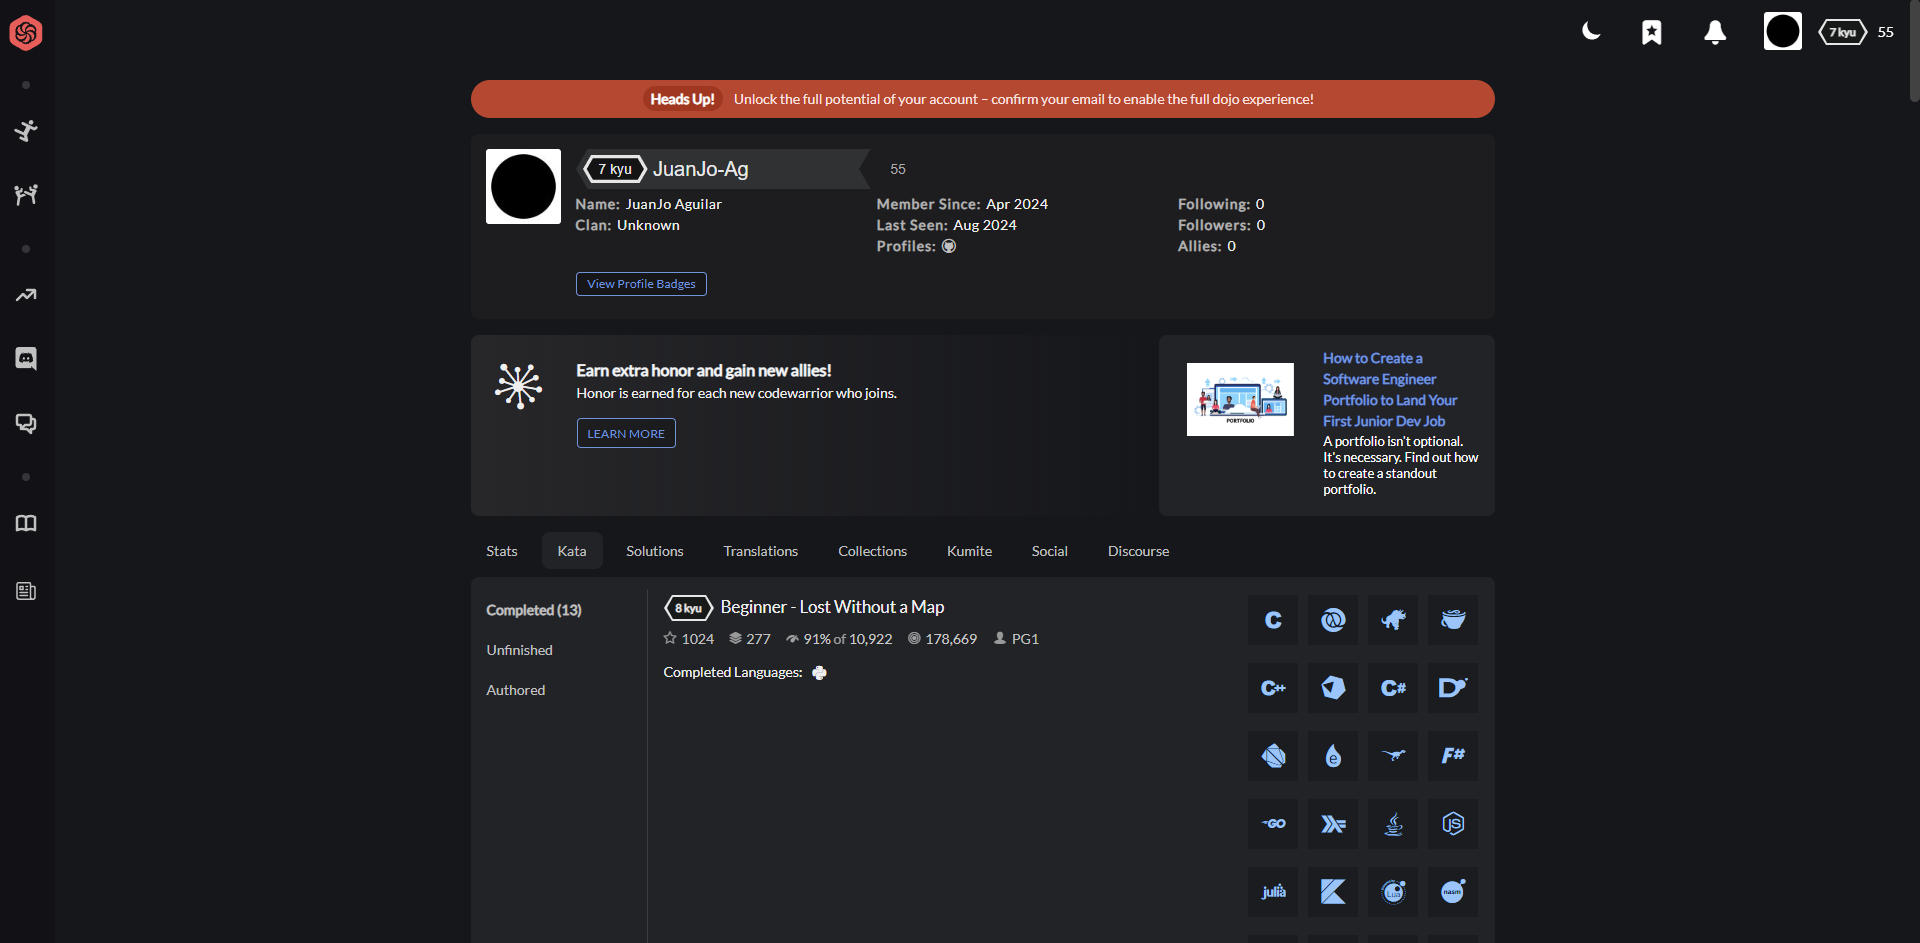 7 kyu 55
Heads Up! Unlock the full potential of your account – confirm your email to enable the full dojo experience!
7 kyu JuanJo-Ag 55
Name: JuanJo Aguilar
Clan: Unknown
Member Since: Apr 2024
Last Seen: Aug 2024
Profiles:
Following: 0
Followers: 0
Allies: 0
View Profile Badges
Earn extra honor and gain new allies!
Honor is earned for each new codewarrior who joins.
LEARN MORE
PORTFOLIO
How to Create a
Software Engineer
Portfolio to Land Your
First Junior Dev Job
A portfolio isn't optional.
It's necessary. Find out how
to create a standout
portfolio.
Stats Kata Solutions Translations Collections Kumite Social Discourse
Completed (13)
Unfinished
Authored
8 kyu Beginner - Lost Without a Map
1024 277 91% of 10,922 178,669 PG1
Completed Languages:
C
C++ C# D
e F#
GO JS
julia Lua nasm